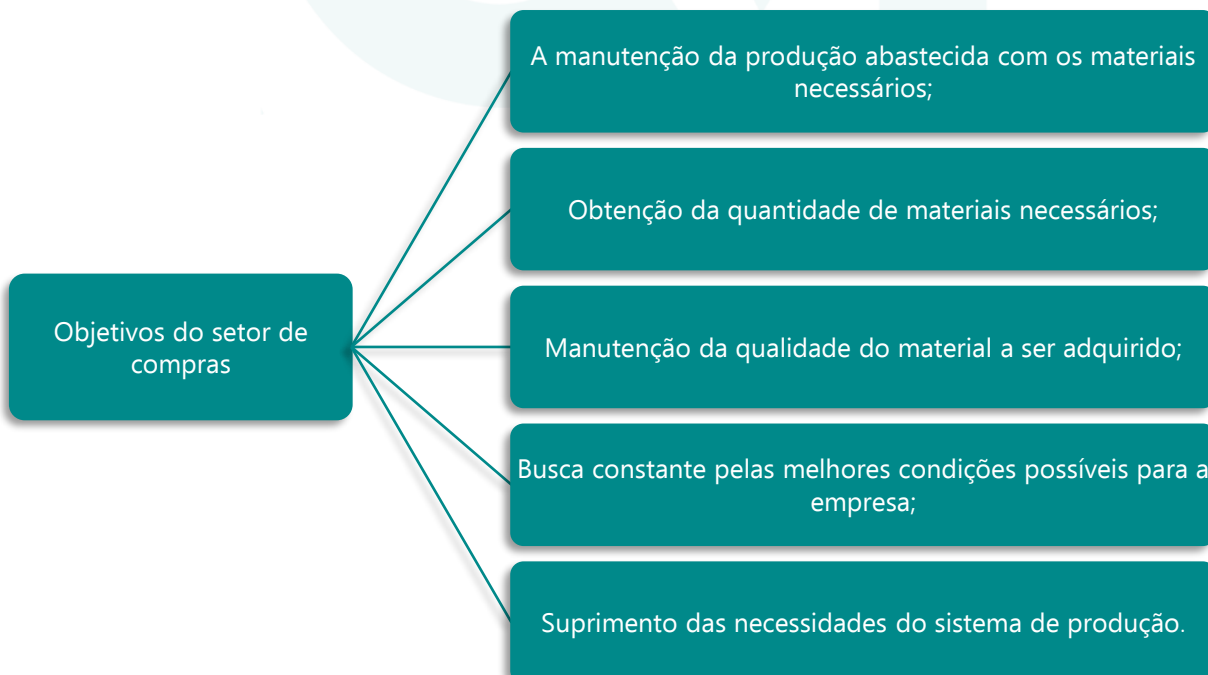 A manutenção da produção abastecida com os materiais
necessários;
Obtenção da quantidade de materiais necessários;
Objetivos do setor de
compras
Manutenção da qualidade do material a ser adquirido;
Busca constante pelas melhores condições possíveis para a
empresa;
Suprimento das necessidades do sistema de produção.